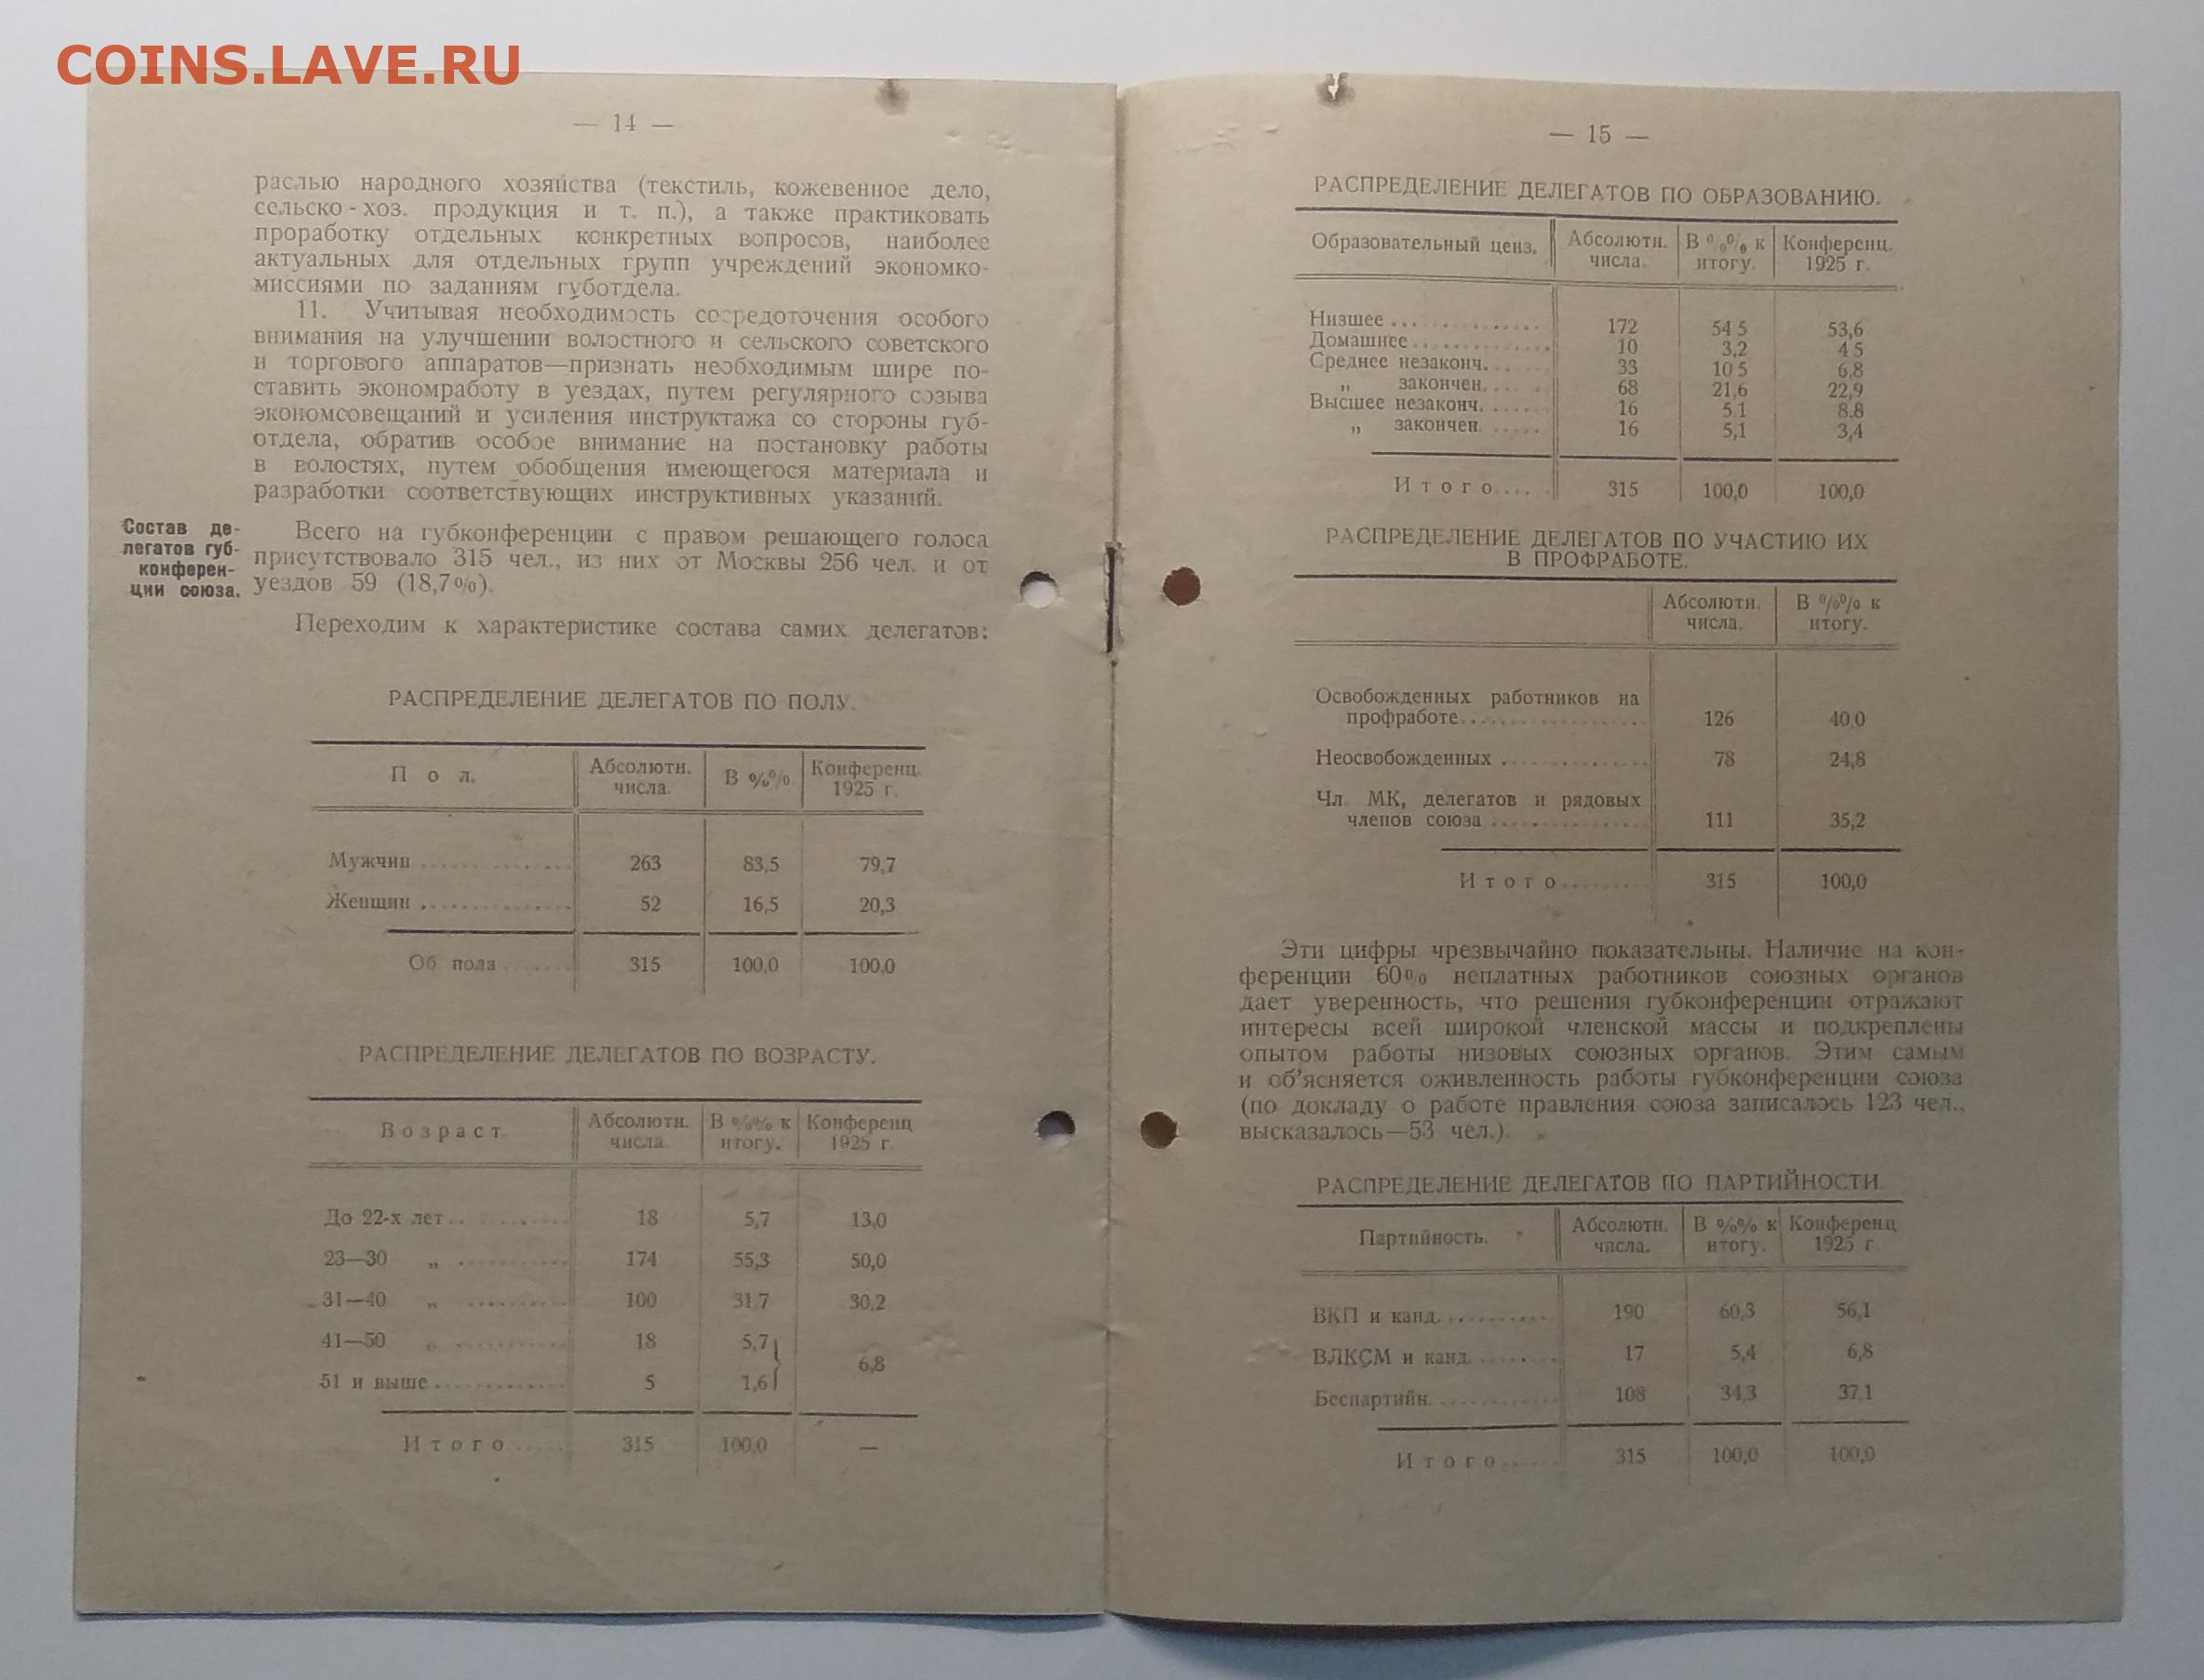 COINS.LAVE.RU
— 14 —
раслью народного хозяйства (текстиль, кожевенное дело,
сельско-хоз. продукция и т. п.), а также практиковать
проработку отдельных конкретных вопросов, наиболее
актуальных для отдельных групп учреждений экономко-
миссиями по заданиям губотдела.
11. Учитывая необходимость сосредоточения особого
внимания на улучшении волостного и сельского советского
и торгового аппаратов—признать необходимым шире по-
ставить экономработу в уездах, путем регулярного созыва
экономсовещаний и усиления инструктажа со стороны губ-
отдела, обратив особое внимание на постановку работы
в волостях, путем обобщения имеющегося материала и
разработки соответствующих инструктивных указаний.
Состав де-
легатов губ-
конферен-
ции союза.
Всего на губконференции с правом решающего голоса
присутствовало 315 чел., из них от Москвы 256 чел. и от
уездов 59 (18,7%).
Переходим к характеристике состава самих делегатов:
РАСПРЕДЕЛЕНИЕ ДЕЛЕГАТОВ ПО ПОЛУ.
Пол. Абсолютн. числа. В %% Конференц. 1925 г.
Мужчин 263 83,5 79,7
Женщин 52 16,5 20,3
Об пола 315 100,0 100,0
РАСПРЕДЕЛЕНИЕ ДЕЛЕГАТОВ ПО ВОЗРАСТУ.
Возраст. Абсолютн. числа В %% к итогу. Конференц 1925 г.
До 22-х лет 18 5,7 13,0
23—30 „ 174 55,3 50,0
31—40 „ 100 31,7 30,2
41—50 „ 18 5,7
6,8
51 и выше 5 1,6
Итого 315 100,0 —
— 15 —
РАСПРЕДЕЛЕНИЕ ДЕЛЕГАТОВ ПО ОБРАЗОВАНИЮ.
Образовательный ценз. Абсолютн. числа. В %% к итогу. Конференц. 1925 г.
Низшее 172 54 5 53,6
Домашнее 10 3,2 4 5
Среднее незаконч. 33 10 5 6,8
„ закончен. 68 21,6 22,9
Высшее незаконч. 16 5,1 8,8
„ закончен. 16 5,1 3,4
Итого 315 100,0 100,0
РАСПРЕДЕЛЕНИЕ ДЕЛЕГАТОВ ПО УЧАСТИЮ ИХ
В ПРОФРАБОТЕ.
Абсолютн. числа. В %% к итогу.
Освобожденных работников на
профработе 126 40,0
Неосвобожденных 78 24,8
Чл. МК, делегатов и рядовых
членов союза 111 35,2
Итого 315 100,0
Эти цифры чрезвычайно показательны. Наличие на кон-
ференции 60% неплатных работников союзных органов
дает уверенность, что решения губконференции отражают
интересы всей широкой членской массы и подкреплены
опытом работы низовых союзных органов. Этим самым
и об'ясняется оживленность работы губконференции союза
(по докладу о работе правления союза записалось 123 чел.,
высказалось—53 чел.).
РАСПРЕДЕЛЕНИЕ ДЕЛЕГАТОВ ПО ПАРТИЙНОСТИ.
Партийность. Абсолютн. числа. В %% к итогу. Конференц 1925 г.
ВКП и канд. 190 60,3 56,1
ВЛКСМ и канд. 17 5,4 6,8
Беспартийн. 108 34,3 37,1
Итого 315 100,0 100,0